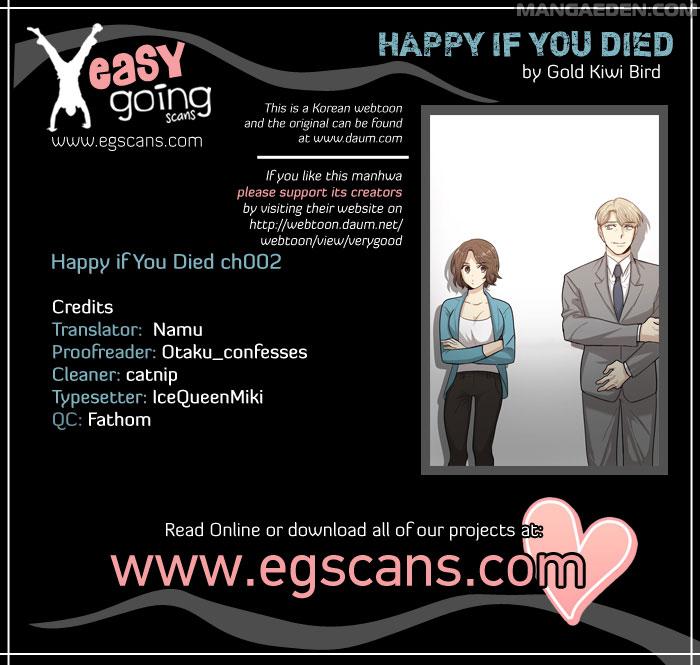 MANGAEDEN.COM
HAPPY IF YOU DIED
by Gold Kiwi Bird
easy
going
scans
www.egscans.com
This is a Korean webtoon
and the original can be found
at www.daum.com
If you like this manhwa
please support its creators
by visiting their website on
http://webtoon.daum.net/
webtoon/view/verygood
Happy if You Died ch002
Credits
Translator: Namu
Proofreader: Otaku_confesses
Cleaner: catnip
Typesetter: IceQueenMiki
QC: Fathom
Read Online or download all of our projects at:
www.egscans.com